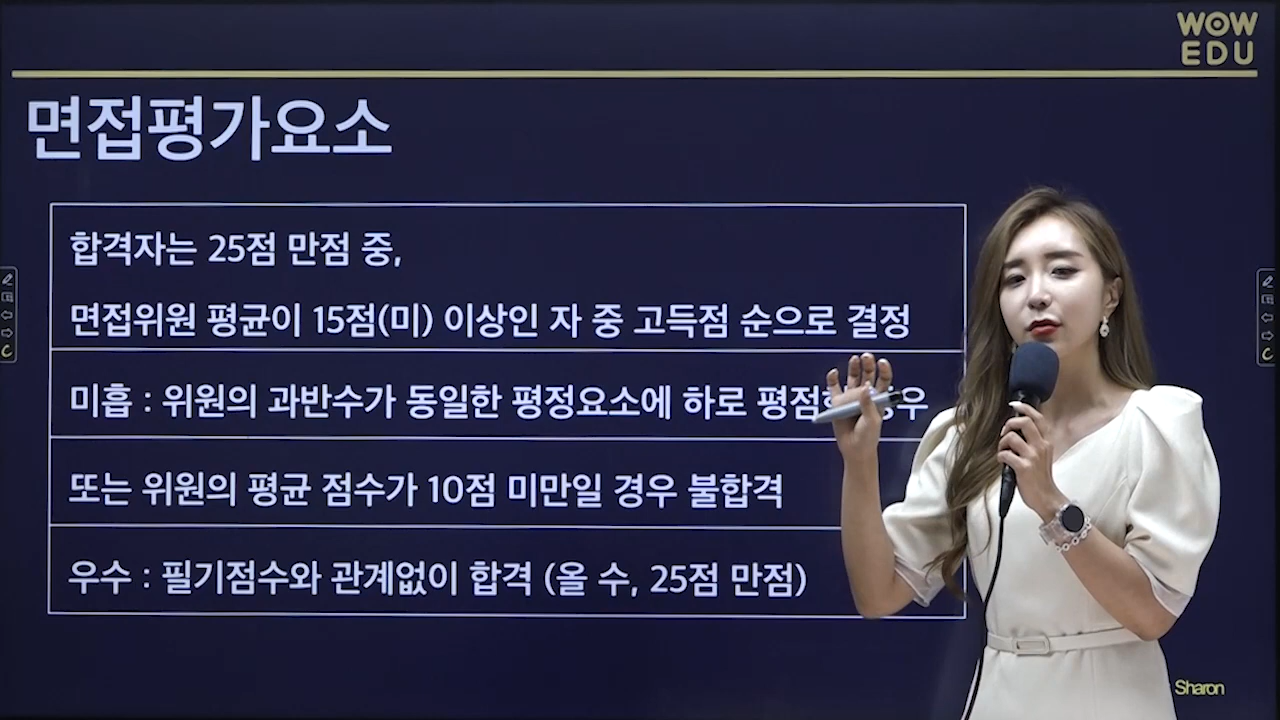 WOW
EDU
면접평가요소
합격자는 25점 만점 중,
면접위원 평균이 15점(미) 이상인 자 중 고득점 순으로 결정
미흡 : 위원의 과반수가 동일한 평정요소에 하로 평점
또는 위원의 평균 점수가 10점 미만일 경우 불합격
우수 : 필기점수와 관계없이 합격 (올 수, 25점 만점)
Sharon